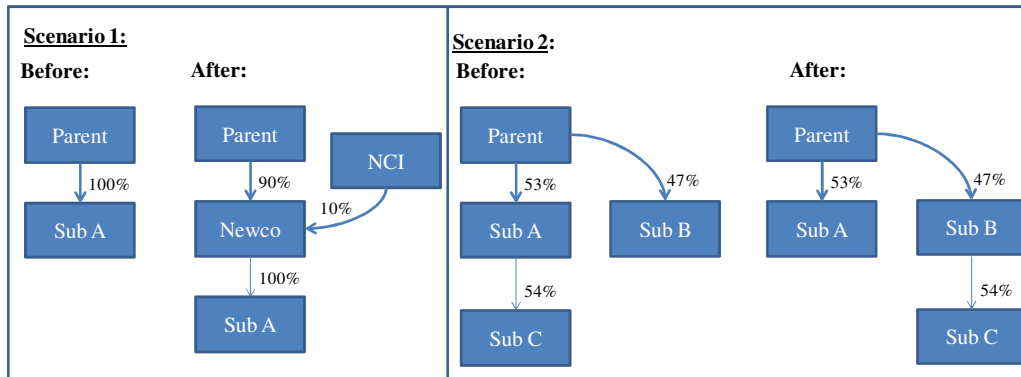 Scenario 1:
Before:
After:
Parent
100%
Sub A
Parent
90%
NCI
10%
Newco
100%
Sub A
Scenario 2:
Before:
After:
Parent
53%
47%
Sub A
Sub B
54%
Sub C
Parent
53%
47%
Sub A
Sub B
54%
Sub C